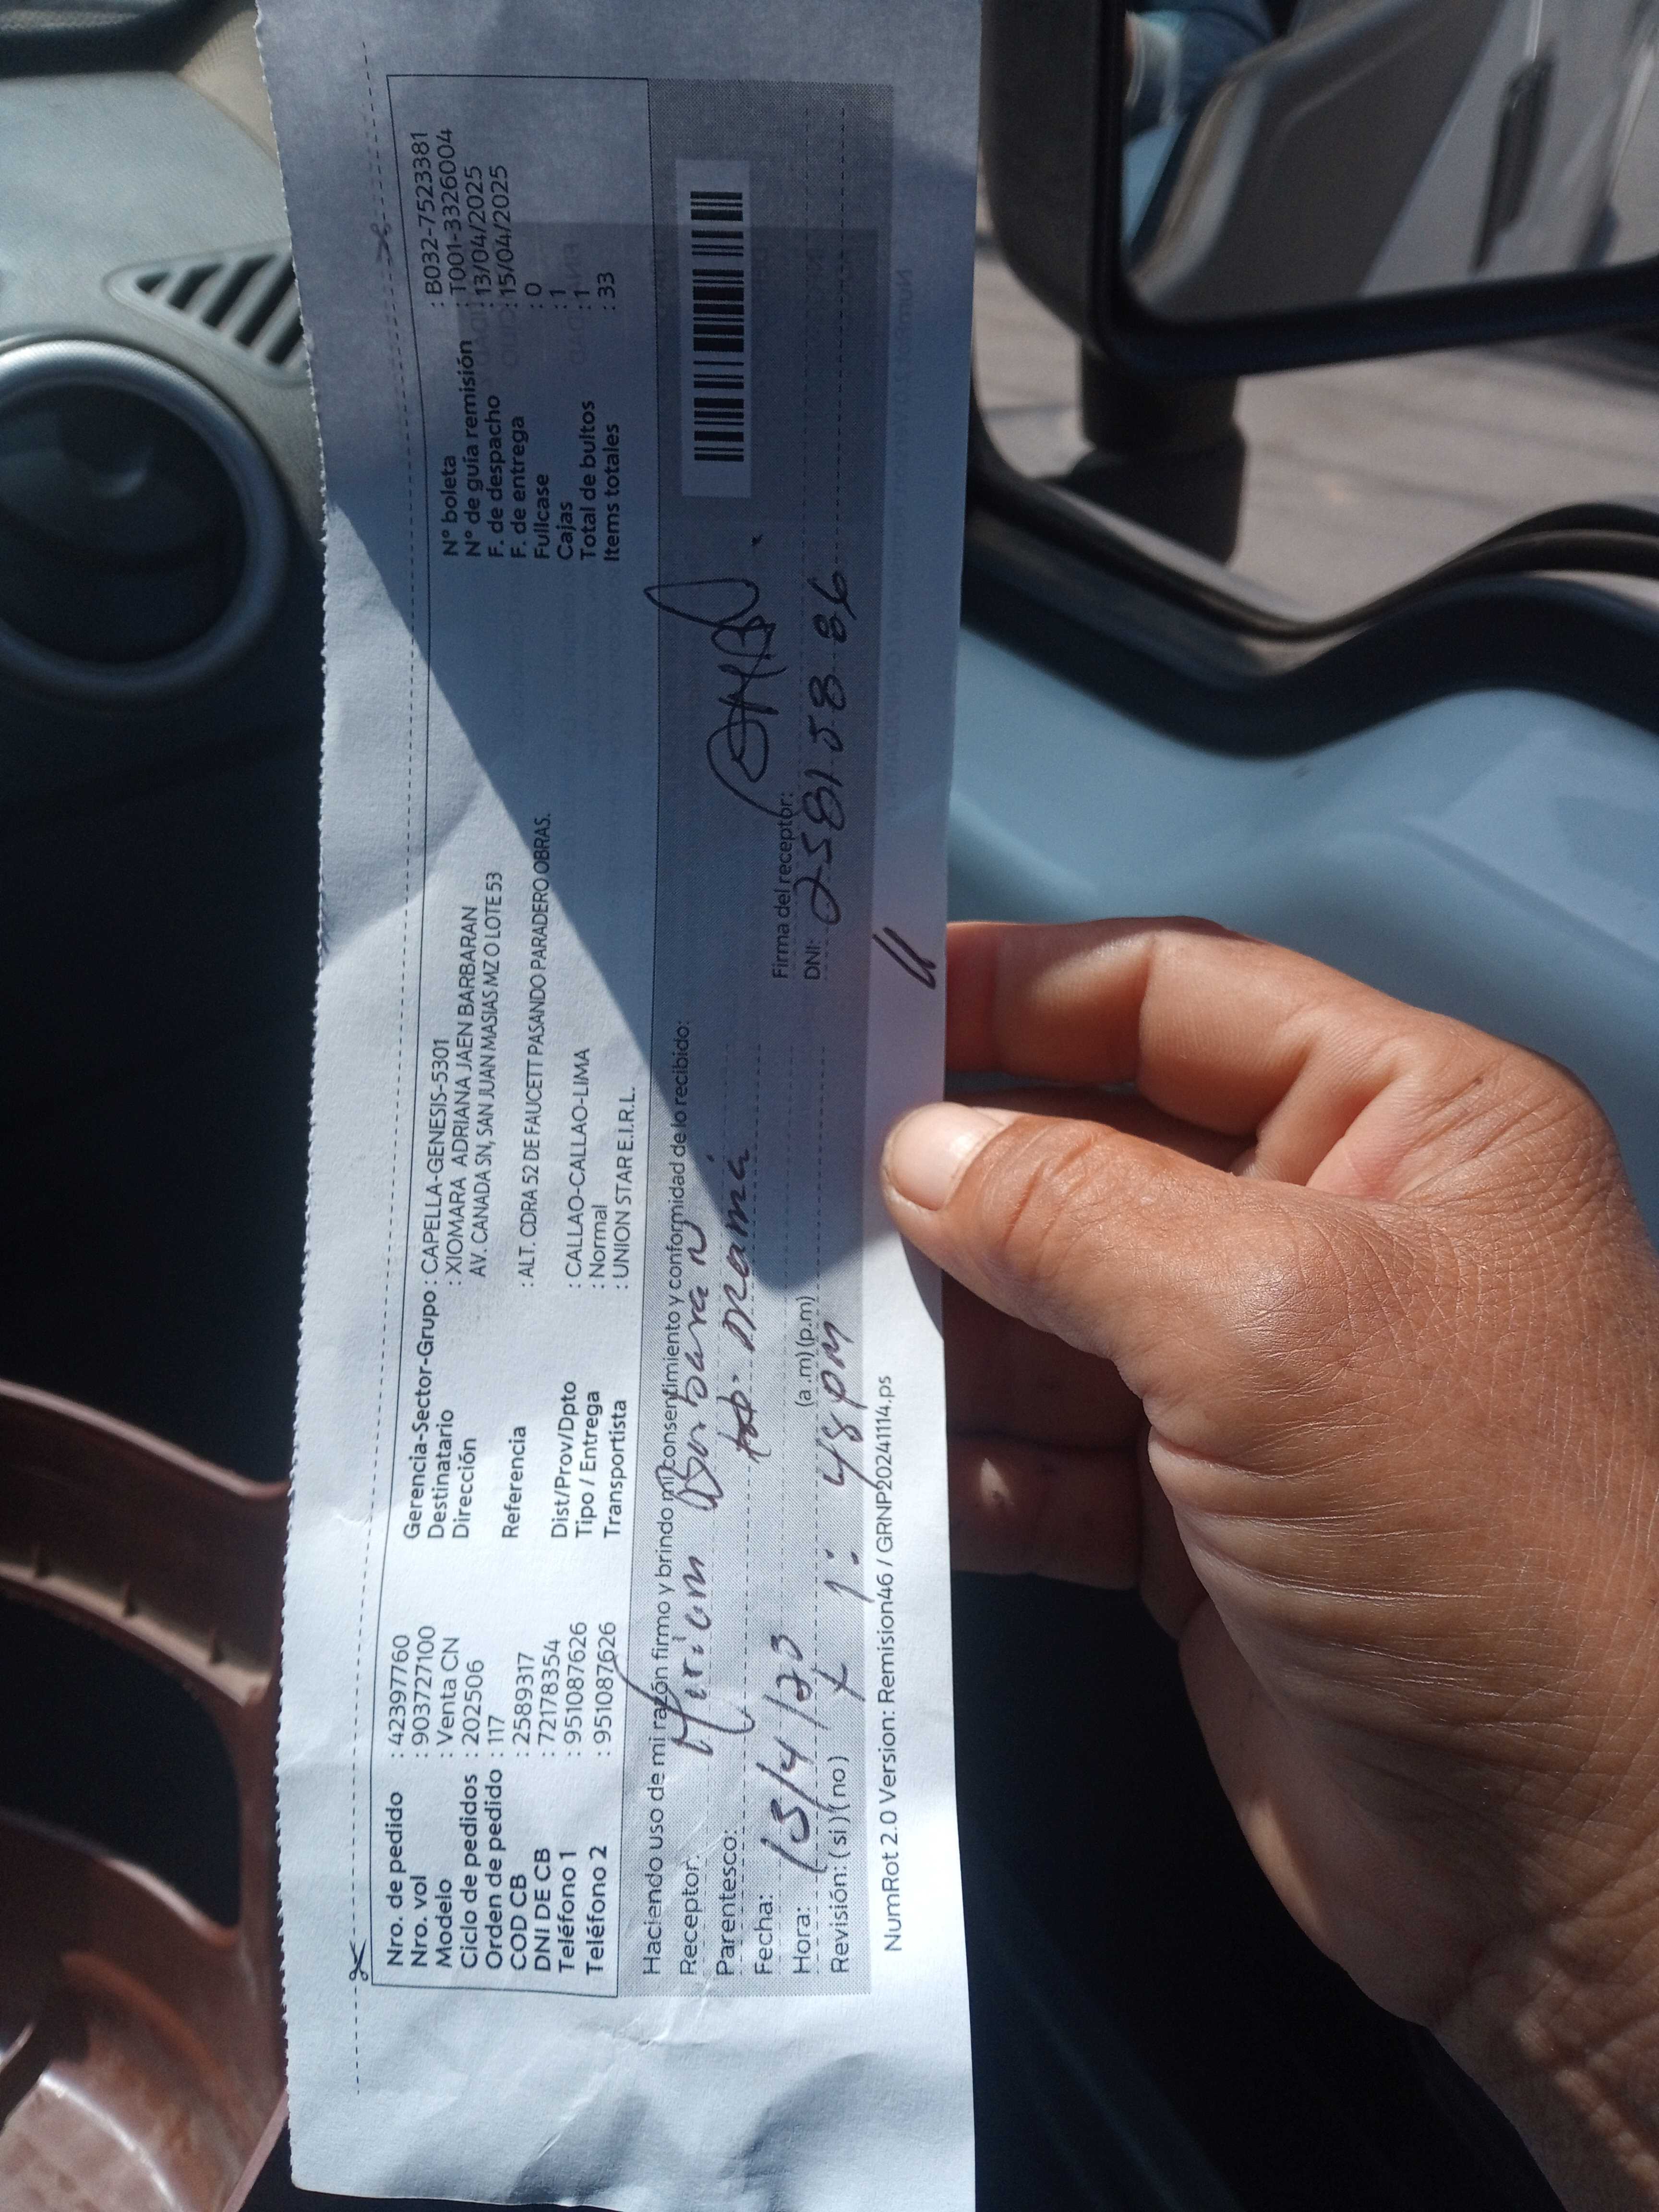 Nro. de pedido : 42397760
Nro. vol : 903727100
Modelo : Venta CN
Ciclo de pedidos : 202506
Orden de pedido : 117
COD CB : 2589317
DNI DE CB : 72178354
Teléfono 1 : 951087626
Teléfono 2 : 951087626
Gerencia-Sector-Grupo : CAPELLA-GENESIS-5301
Destinatario : XIOMARA ADRIANA JAEN BARBARAN
Dirección AV. CANADA SN, SAN JUAN MASIAS MZ O LOTE 53
Referencia : ALT. CDRA 52 DE FAUCETT PASANDO PARADERO OBRAS.
Dist/Prov/Dpto : CALLAO-CALLAO-LIMA
Tipo / Entrega : Normal
Transportista : UNION STAR E.I.R.L.
N° boleta : B032-7523381
N° de guía remisión : T001-3326004
F. de despacho : 13/04/2025
F. de entrega : 15/04/2025
Fullcase : 0
Cajas : 1
Total de bultos : 1
Items totales : 33
Haciendo uso de mi razón firmo y brindo mi consentimiento y conformidad de lo recibido:
Receptor: Miriam Barbaran
Parentesco: mamá
Fecha: 15/4/
Hora: 1:48pm (a.m) (p.m)
Revisión: ( si ) ( no )
Firma del receptor:
DNI: 25815886
NumRot 2.0 Version: Remision46 / GRNP20241114.ps